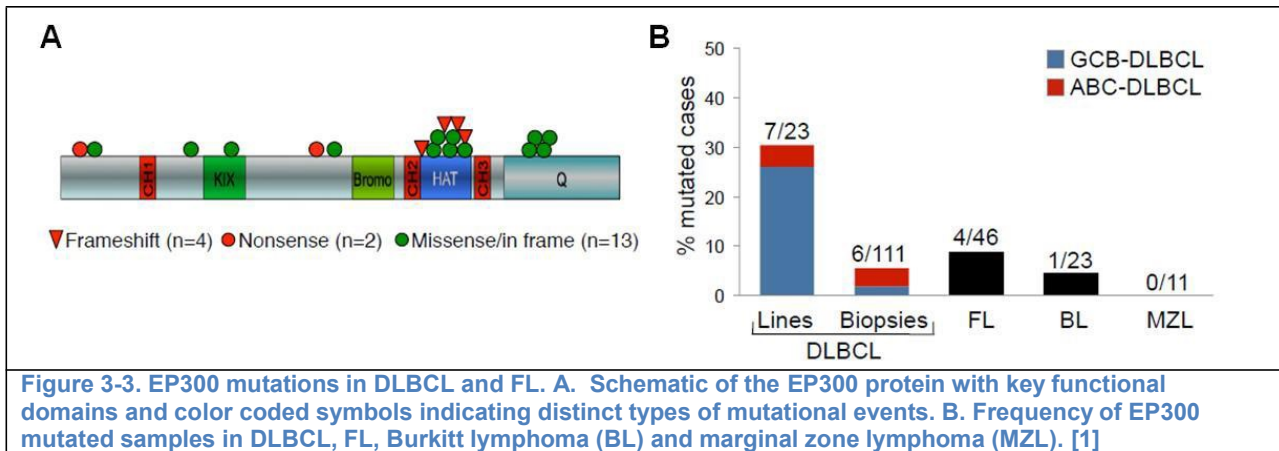 A
CH1
KIX
Bromo
CH2
HAT
CH3
Q
Frameshift (n=4) Nonsense (n=2) Missense/in frame (n=13)
B
% mutated cases
50
40
30
20
10
0
GCB-DLBCL
ABC-DLBCL
7/23
6/111
4/46
1/23
0/11
Lines Biopsies FL BL MZL
DLBCL
Figure 3-3. EP300 mutations in DLBCL and FL. A. Schematic of the EP300 protein with key functional
domains and color coded symbols indicating distinct types of mutational events. B. Frequency of EP300
mutated samples in DLBCL, FL, Burkitt lymphoma (BL) and marginal zone lymphoma (MZL). [1]